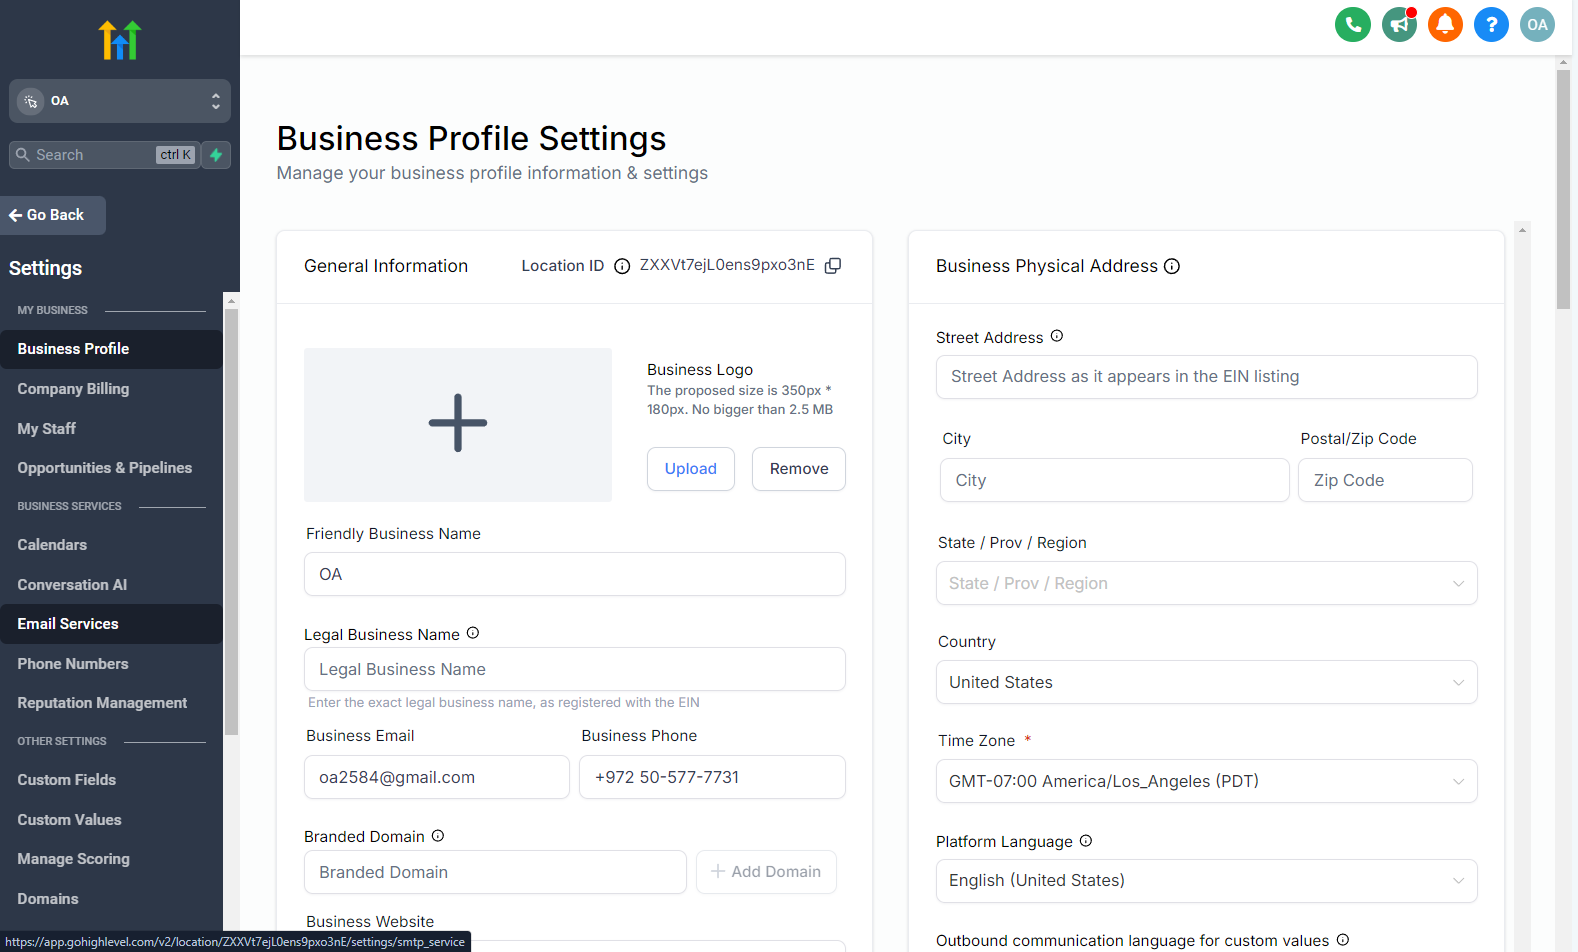 OA
OA
Search
ctrl K
Go Back
Settings
MY BUSINESS
Business Profile
Company Billing
My Staff
Opportunities & Pipelines
BUSINESS SERVICES
Calendars
Conversation AI
Email Services
Phone Numbers
Reputation Management
OTHER SETTINGS
Custom Fields
Custom Values
Manage Scoring
Domains
https://app.gohighlevel.com/v2/location/ZXXVt7ejL0ens9pxo3nE/settings/smtp_service
Business Profile Settings
Manage your business profile information & settings
General Information
Location ID
ZXXVt7ejL0ens9pxo3nE
Business Logo
The proposed size is 350px *
180px. No bigger than 2.5 MB
Upload
Remove
Friendly Business Name
OA
Legal Business Name
Legal Business Name
Enter the exact legal business name, as registered with the EIN
Business Email
Business Phone
oa2584@gmail.com
+972 50-577-7731
Branded Domain
Branded Domain
Add Domain
Business Website
Business Physical Address
Street Address
Street Address as it appears in the EIN listing
City
Postal/Zip Code
City
Zip Code
State / Prov / Region
State / Prov / Region
Country
United States
Time Zone *
GMT-07:00 America/Los_Angeles (PDT)
Platform Language
English (United States)
Outbound communication language for custom values